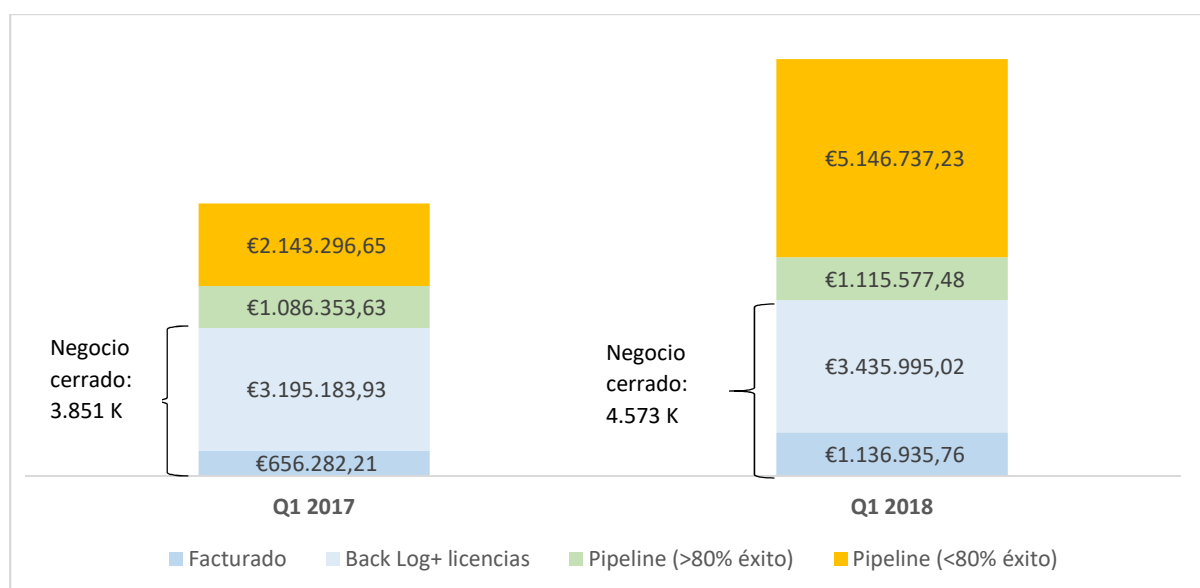 €5.146.737,23
€2.143.296,65
€1.115.577,48
€1.086.353,63
Negocio
cerrado:
3.851 K
Negocio
cerrado:
4.573 K
€3.195.183,93
€3.435.995,02
€656.282,21
€1.136.935,76
Q1 2017
Q1 2018
Facturado
Back Log+ licencias
Pipeline (>80% éxito)
Pipeline (<80% éxito)